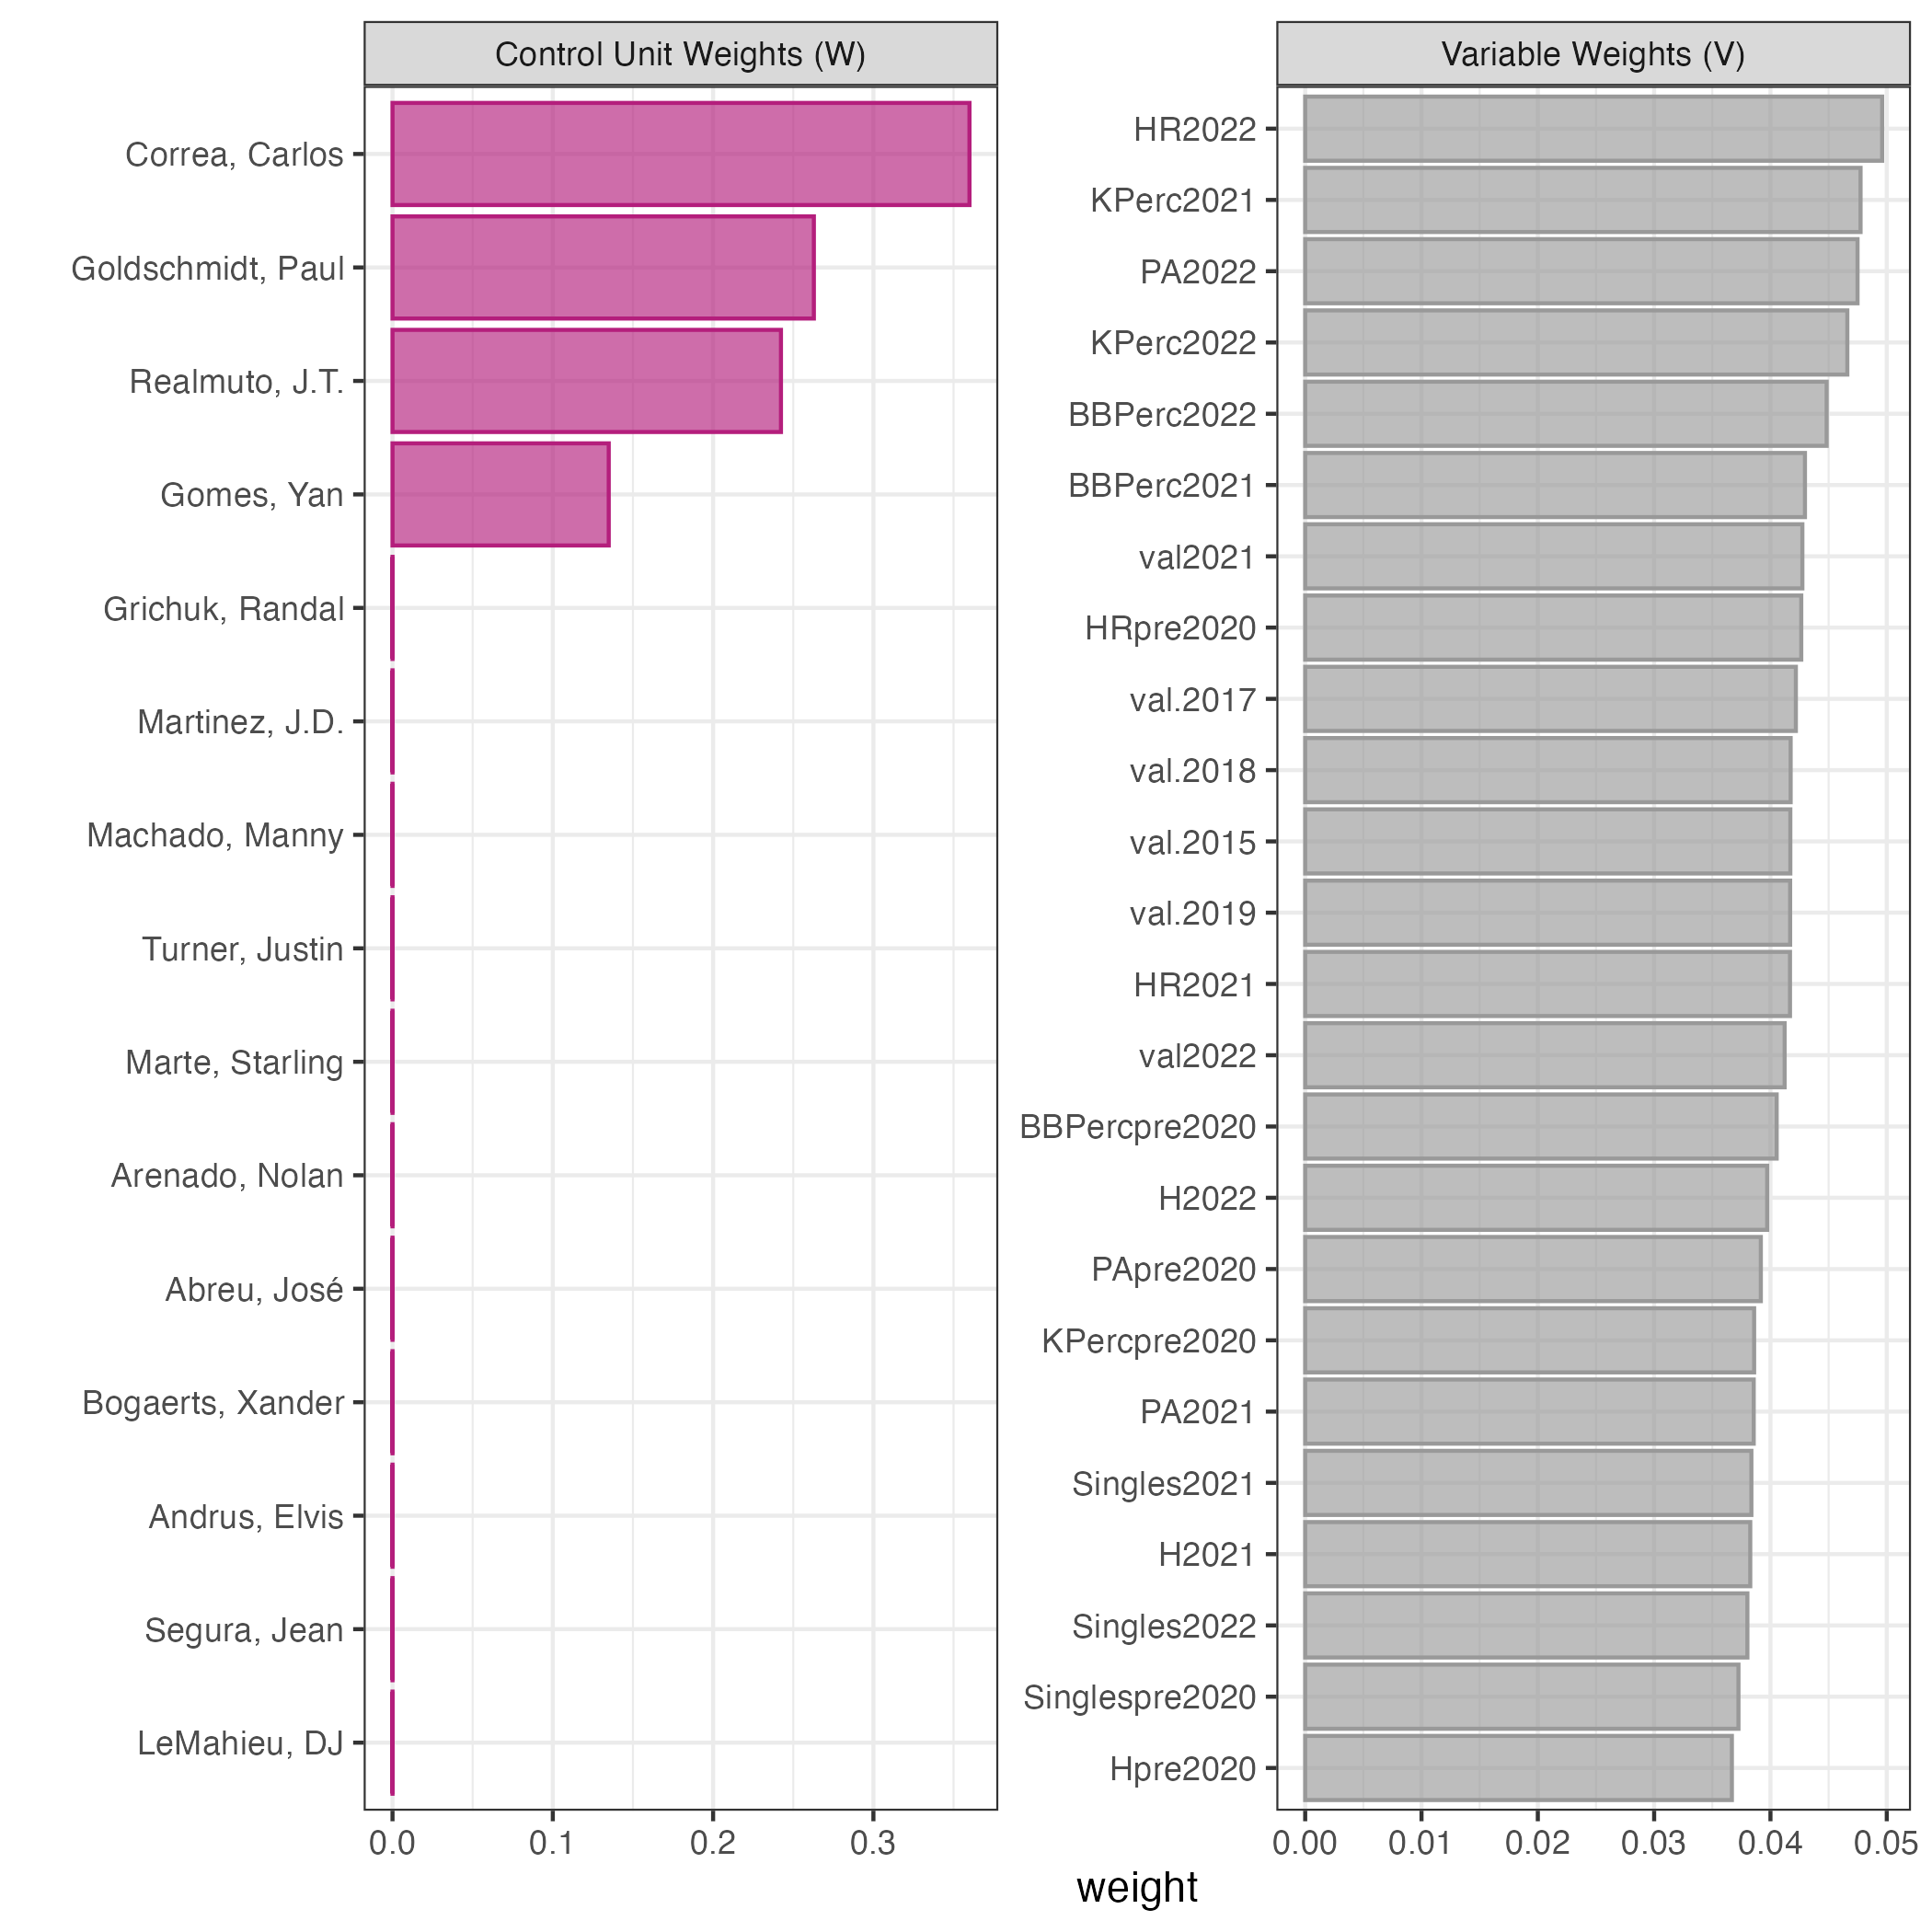 Control Unit Weights (W)
Correa, Carlos
Goldschmidt, Paul
Realmuto, J.T.
Gomes, Yan
Grichuk, Randal
Martinez, J.D.
Machado, Manny
Turner, Justin
Marte, Starling
Arenado, Nolan
Abreu, José
Bogaerts, Xander
Andrus, Elvis
Segura, Jean
LeMahieu, DJ
0.0 0.1 0.2 0.3
Variable Weights (V)
HR2022
KPerc2021
PA2022
KPerc2022
BBPerc2022
BBPerc2021
val2021
HRpre2020
val.2017
val.2018
val.2015
val.2019
HR2021
val2022
BBPercpre2020
H2022
PApre2020
KPercpre2020
PA2021
Singles2021
H2021
Singles2022
Singlespre2020
Hpre2020
0.00 0.01 0.02 0.03 0.04 0.05
weight